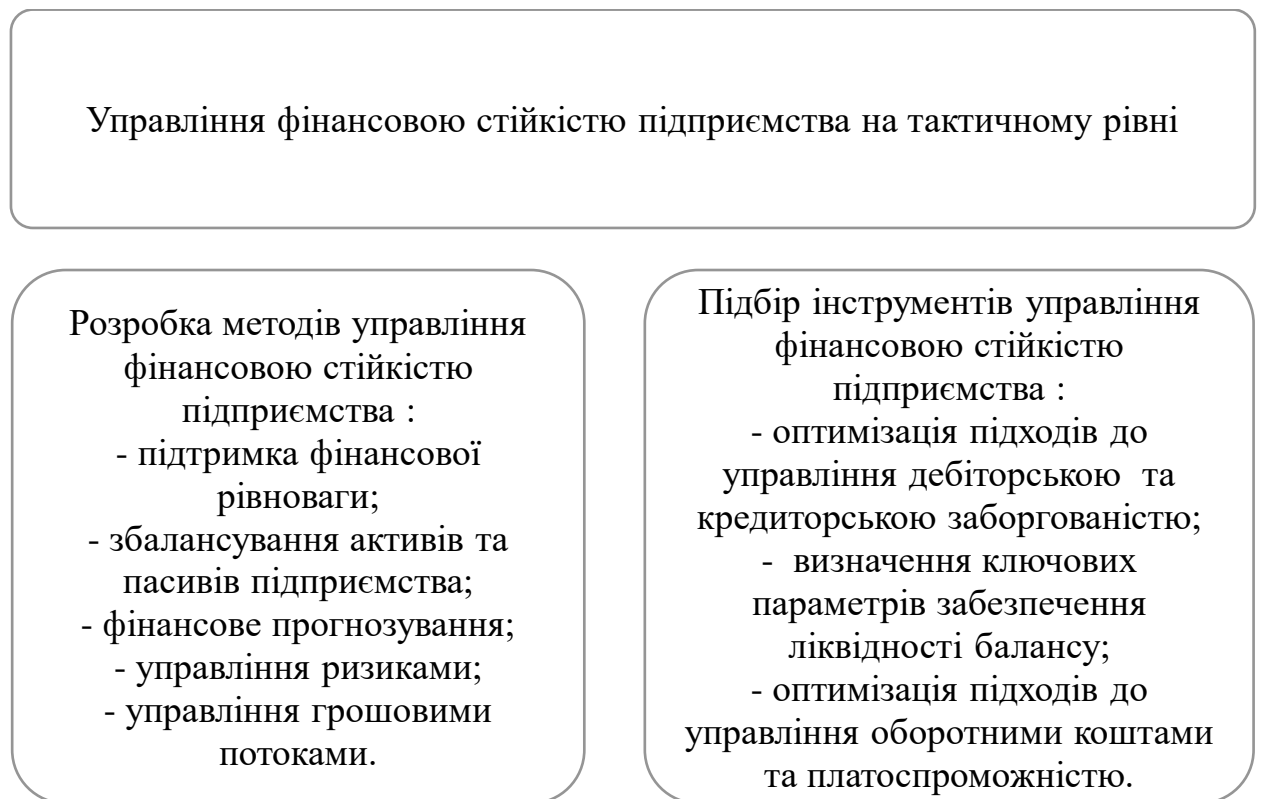 Управління фінансовою стійкістю підприємства на тактичному рівні
Розробка методів управління
фінансовою стійкістю
підприємства :
- підтримка фінансової
рівноваги;
- збалансування активів та
пасивів підприємства;
- фінансове прогнозування;
- управління ризиками;
- управління грошовими
потоками.
Підбір інструментів управління
фінансовою стійкістю
підприємства :
- оптимізація підходів до
управління дебіторською  та
кредиторською заборгованістю;
-  визначення ключових
параметрів забезпечення
ліквідності балансу;
- оптимізація підходів до
управління оборотними коштами
та платоспроможністю.